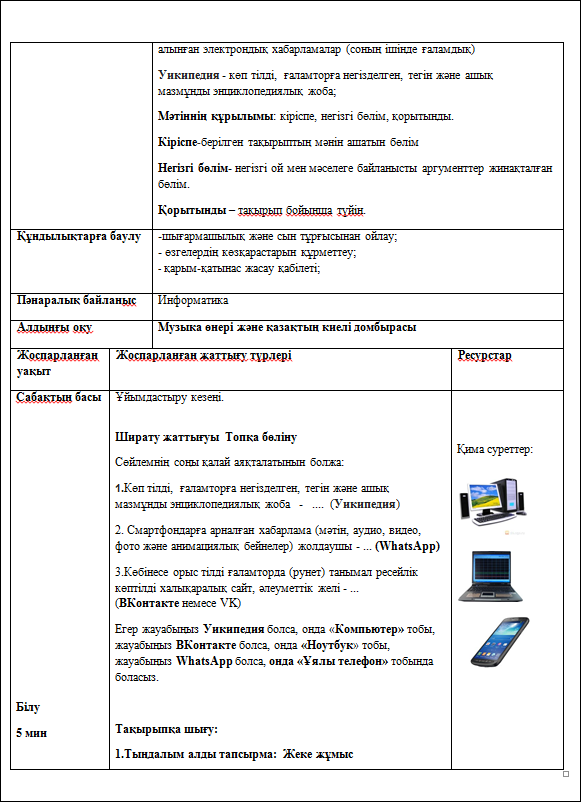 алынған электрондық хабарламалар (соның ішінде ғаламдық)
Уикипедия - көп тілді,  ғаламторға негізделген, тегін және ашық
мазмұнды энциклопедиялық жоба;
Мәтіннің құрылымы: кіріспе, негізгі бөлім, қорытынды.
Кіріспе-берілген тақырыптың мәнін ашатын бөлім
Негізгі бөлім- негізгі ой мен мәселеге байланысты аргументтер жинақталған
бөлім.
Қорытынды – тақырып бойынша түйін.
Құндылықтарға баулу
-шығармашылық және сын тұрғысынан ойлау;
- өзгелердің көзқарастарын құрметтеу;
- қарым-қатынас жасау қабілеті;
Пәнаралық байланыс
Информатика
Алдыңғы оқу
Музыка өнері және қазақтың киелі домбырасы
Жоспарланған
уақыт
Жоспарланған жаттығу түрлері
Ресурстар
Сабақтың басы
Ұйымдастыру кезеңі.
Ширату жаттығуы  Топқа бөліну
Сөйлемнің соңы қалай аяқталатынын болжа:
1.Көп тілді,  ғаламторға негізделген, тегін және ашық
мазмұнды энциклопедиялық жоба  -  .... (Уикипедия)
2. Смартфондарға арналған хабарлама (мәтін, аудио, видео,
фото және анимациялық бейнелер) жолдаушы - ... (WhatsApp)
3.Көбінесе орыс тілді ғаламторда (рунет) танымал ресейлік
көптілді халықаралық сайт, әлеуметтік желі - ...
(ВКонтакте немесе VK)
Егер жауабыңыз Уикипедия болса, онда «Компьютер» тобы,
жауабыңыз ВКонтакте болса, онда «Ноутбук» тобы,
жауабыңыз WhatsApp болса, онда «Ұялы телефон» тобында
боласыз.
Қима суреттер:
Білу
5 мин
Тақырыпқа шығу:
1.Тыңдалым алды тапсырма:  Жеке жұмыс